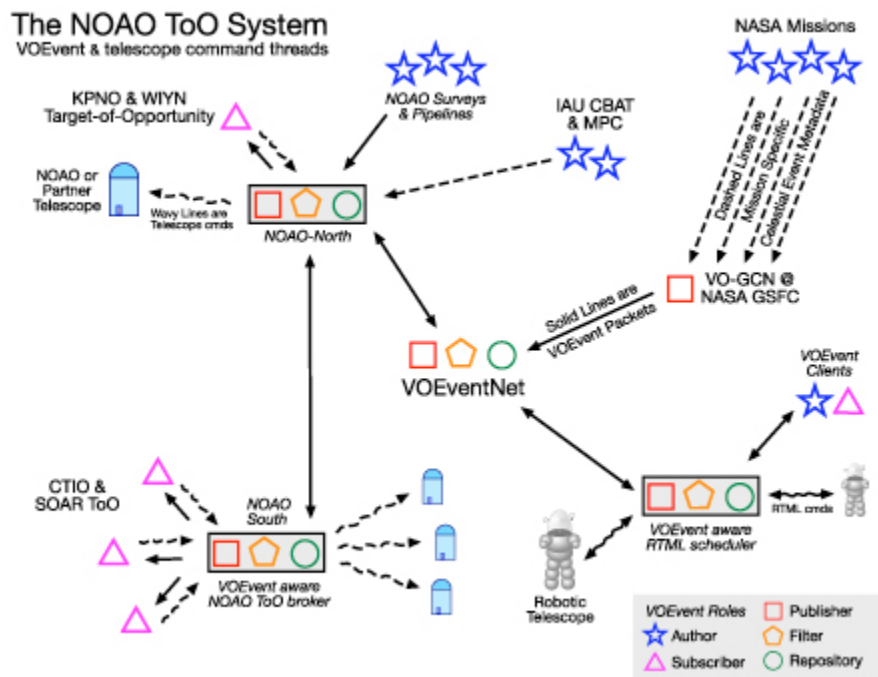 The NOAO ToO System
VOEvent & telescope command threads
NASA Missions
KPNO & WIYN
Target-of-Opportunity
NOAO Surveys
& Pipelines
IAU CBAT
& MPC
Dashed Lines are
Mission Specific
Celestial Event Metadata
NOAO or
Partner
Telescope
Wavy Lines are
Telescope cmds
NOAO-North
VO-GCN @
NASA GSFC
Solid Lines are
VOEvent Packets
VOEventNet
VOEvent
Clients
CTIO &
SOAR ToO
NOAO
South
VOEvent aware
NOAO ToO broker
RTML cmds
VOEvent aware
RTML scheduler
Robotic
Telescope
VOEvent Roles
Publisher
Author
Filter
Subscriber
Repository